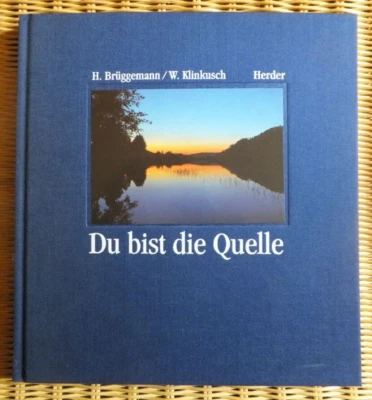 H. Brüggemann/W. Klinkusch Herder
Du bist die Quelle